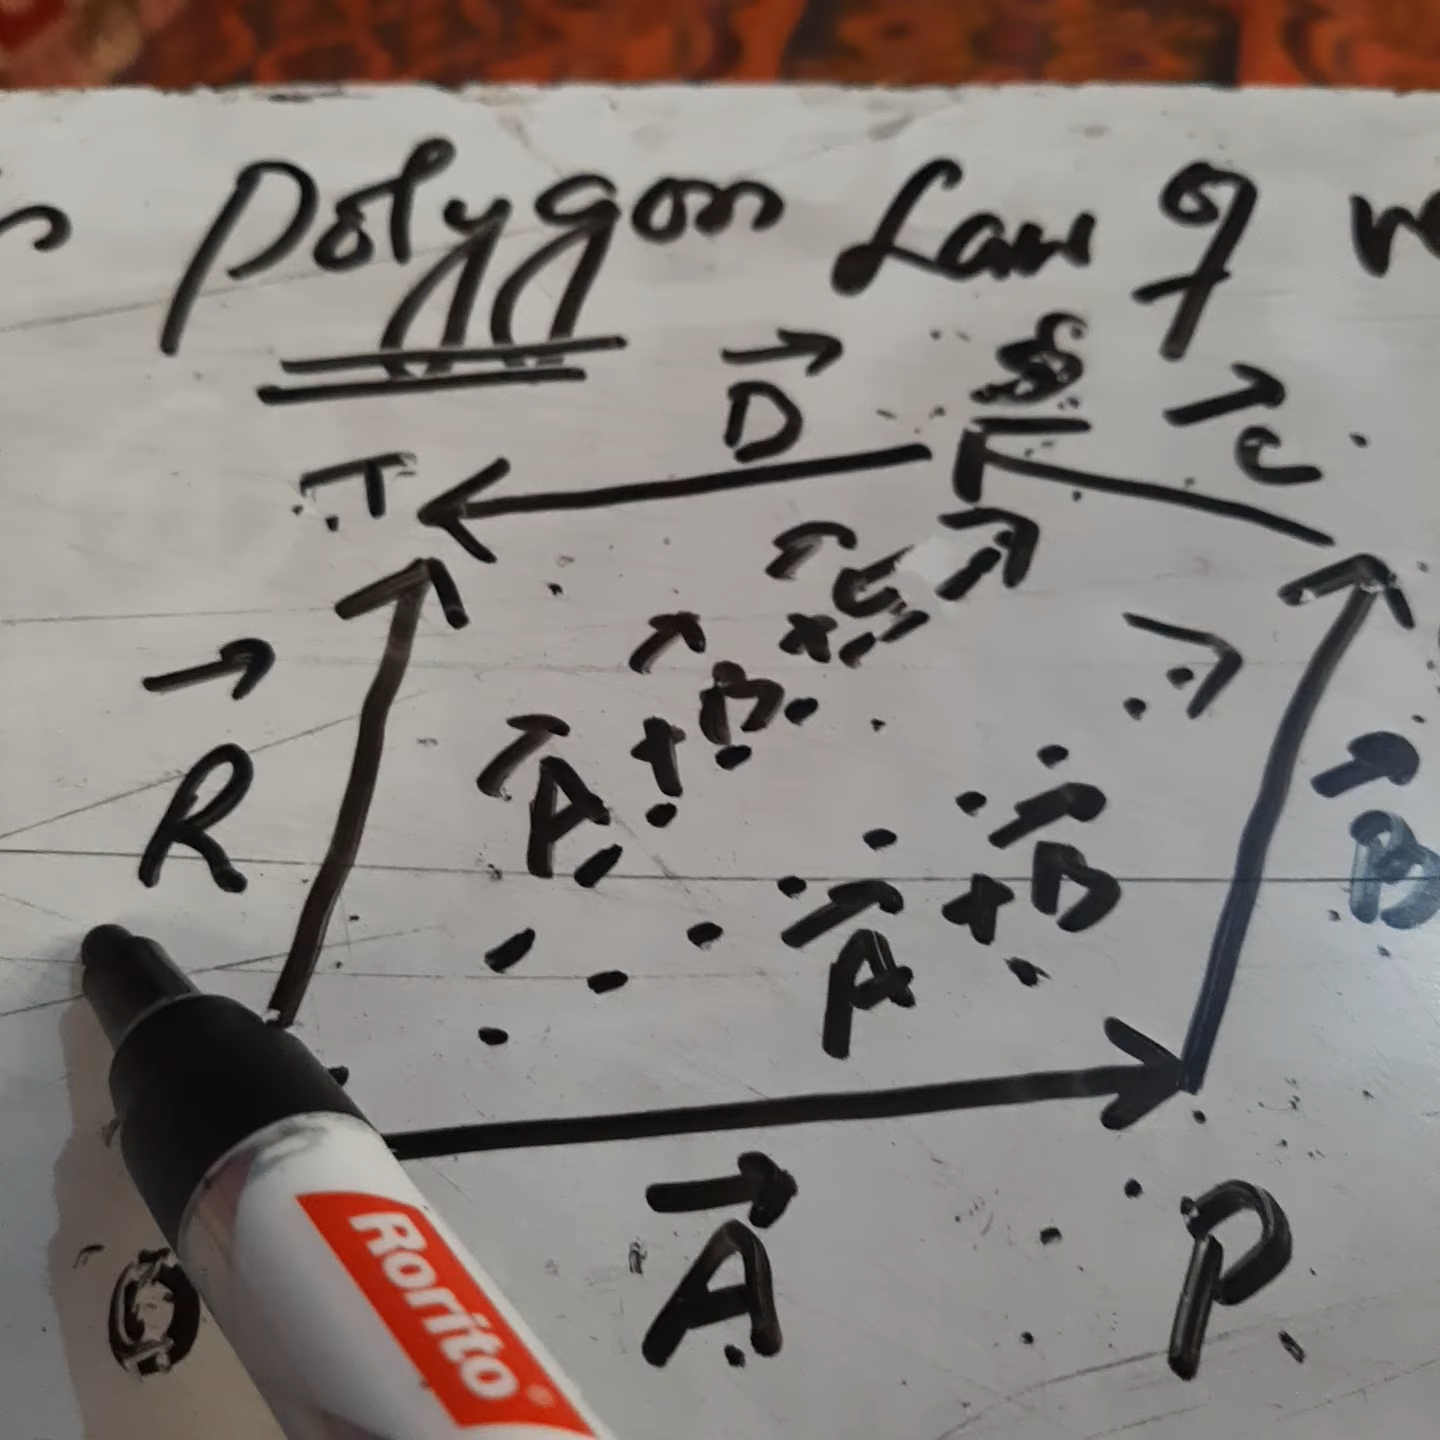 Polygon Law of
D⃗
S
C⃗
T
A⃗ + B⃗ + C⃗
R⃗
A⃗ + B⃗
B⃗
A⃗
P
O
Rorito®